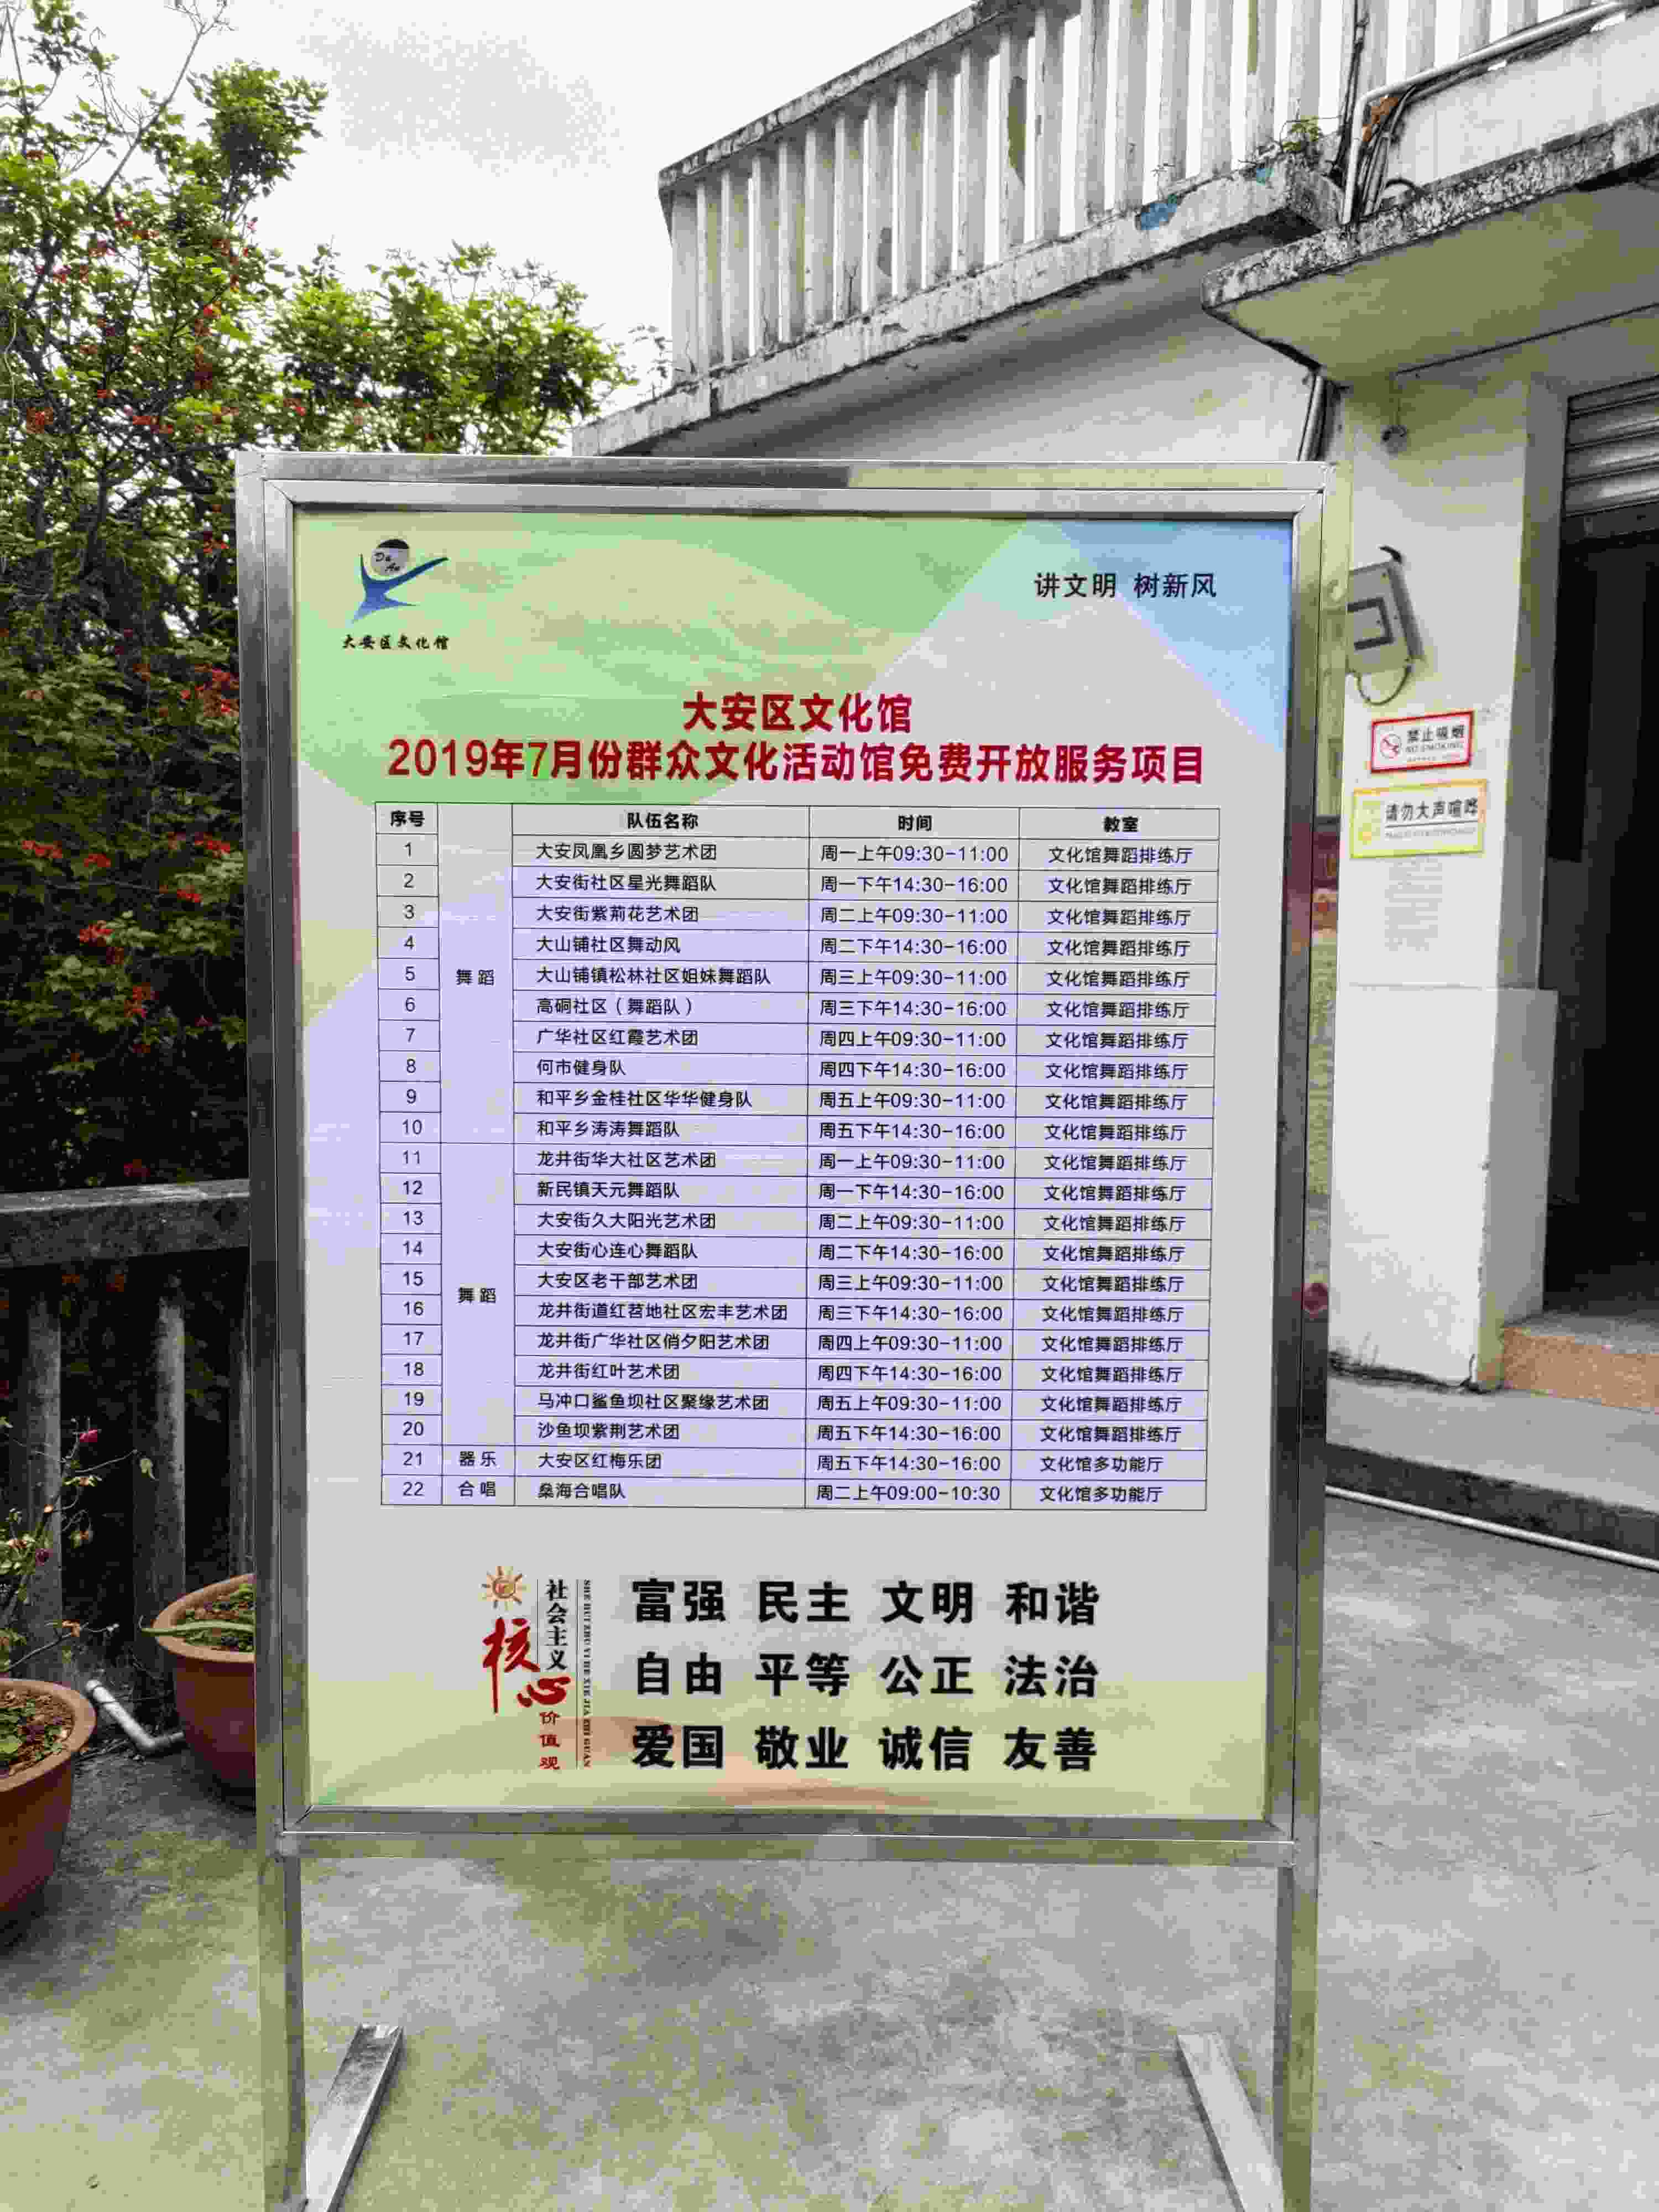 Da An
大安区文化馆
讲文明 树新风
大安区文化馆
2019年7月份群众文化活动馆免费开放服务项目
序号 队伍名称 时间 教室
1 大安凤凰乡圆梦艺术团 周一上午09:30-11:00 文化馆舞蹈排练厅
2 大安街社区星光舞蹈队 周一下午14:30-16:00 文化馆舞蹈排练厅
3 大安街紫荊花艺术团 周二上午09:30-11:00 文化馆舞蹈排练厅
4 大山铺社区舞动风 周二下午14:30-16:00 文化馆舞蹈排练厅
5 舞蹈 大山铺镇松林社区姐妹舞蹈队 周三上午09:30-11:00 文化馆舞蹈排练厅
6 高硐社区（舞蹈队） 周三下午14:30-16:00 文化馆舞蹈排练厅
7 广华社区红霞艺术团 周四上午09:30-11:00 文化馆舞蹈排练厅
8 何市健身队 周四下午14:30-16:00 文化馆舞蹈排练厅
9 和平乡金桂社区华华健身队 周五上午09:30-11:00 文化馆舞蹈排练厅
10 和平乡涛涛舞蹈队 周五下午14:30-16:00 文化馆舞蹈排练厅
11 龙井街华大社区艺术团 周一上午09:30-11:00 文化馆舞蹈排练厅
12 新民镇天元舞蹈队 周一下午14:30-16:00 文化馆舞蹈排练厅
13 大安街久大阳光艺术团 周二上午09:30-11:00 文化馆舞蹈排练厅
14 大安街心连心舞蹈队 周二下午14:30-16:00 文化馆舞蹈排练厅
15 大安区老干部艺术团 周三上午09:30-11:00 文化馆舞蹈排练厅
16 舞蹈 龙井街道红苕地社区宏丰艺术团 周三下午14:30-16:00 文化馆舞蹈排练厅
17 龙井街广华社区俏夕阳艺术团 周四上午09:30-11:00 文化馆舞蹈排练厅
18 龙井街红叶艺术团 周四下午14:30-16:00 文化馆舞蹈排练厅
19 马冲口鲨鱼坝社区聚缘艺术团 周五上午09:30-11:00 文化馆舞蹈排练厅
20 沙鱼坝紫荆艺术团 周五下午14:30-16:00 文化馆舞蹈排练厅
21 器乐 大安区红梅乐团 周五下午14:30-16:00 文化馆多功能厅
22 合唱 燊海合唱队 周二上午09:00-10:30 文化馆多功能厅
社会主义
核心
价值观
SHE HUI ZHU YI HE XIN JIA ZHI GUAN
富强 民主 文明 和谐
自由 平等 公正 法治
爱国 敬业 诚信 友善
禁止吸烟
NO SMOKING
请勿大声喧哗